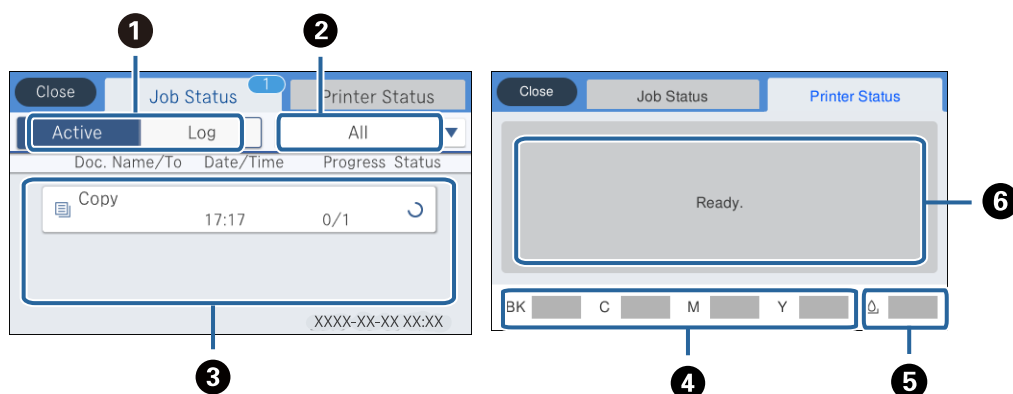 1 2
Close Job Status 1 Printer Status
Active Log All
Doc. Name/To Date/Time Progress Status
Copy
17:17 0/1
XXXX-XX-XX XX:XX
3
Close Job Status Printer Status
Ready.
6
BK C M Y
4 5